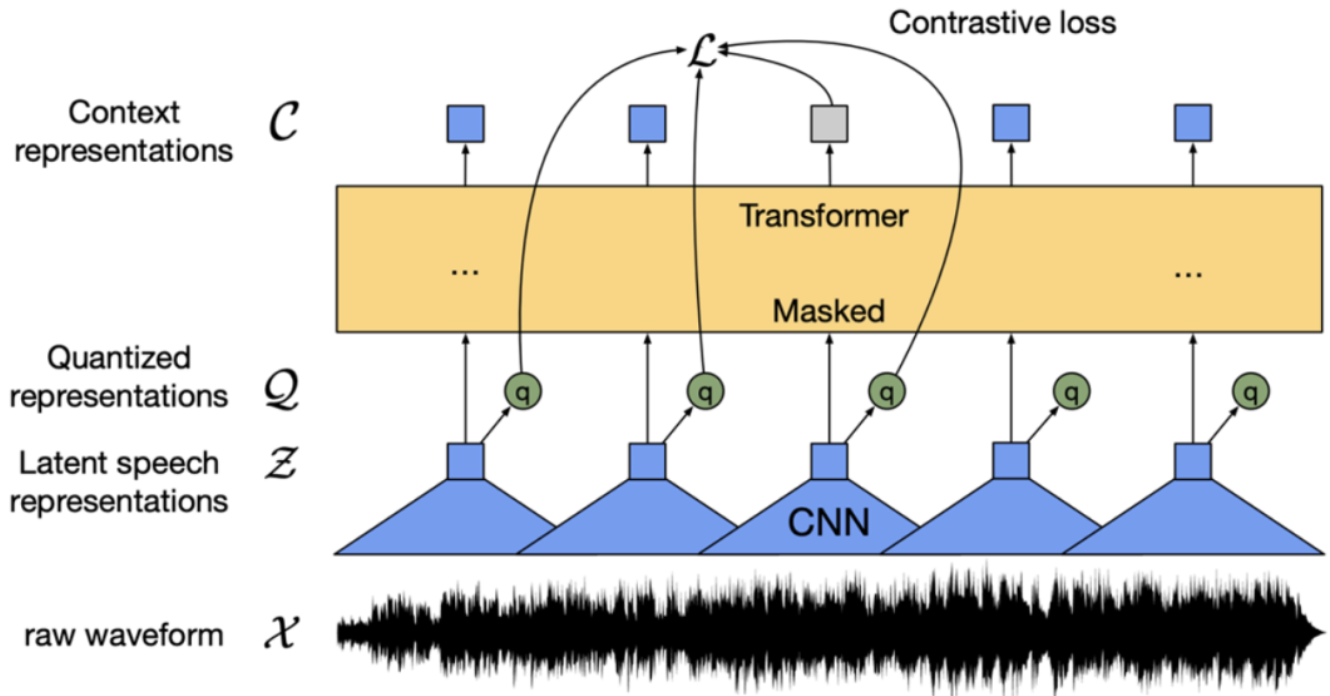 Contrastive loss
ℒ
Context
representations
𝒞
Transformer
...
...
Masked
Quantized
representations
𝒬
q
q
q
q
q
Latent speech
representations
𝒵
CNN
raw waveform
𝒳